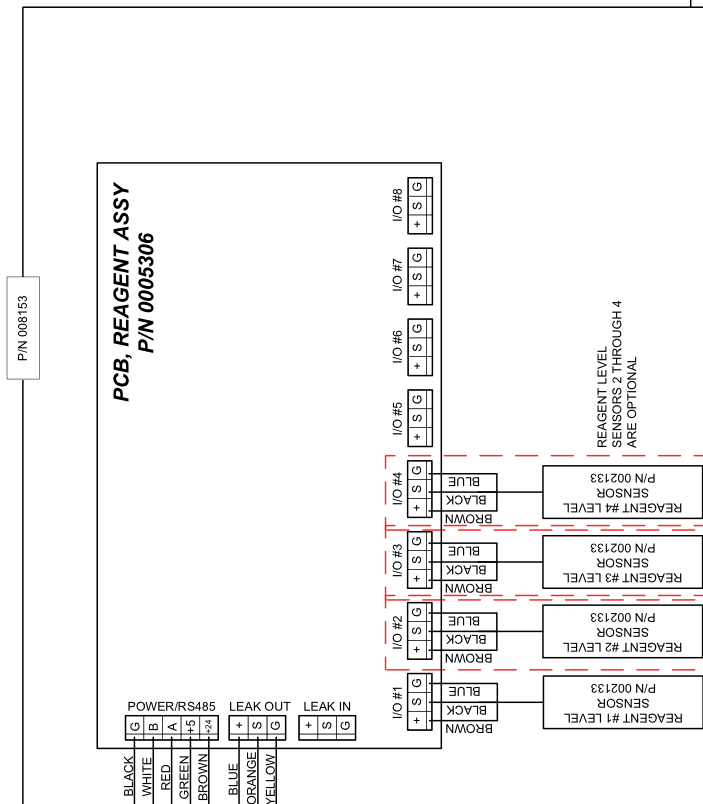 P/N 008153
PCB, REAGENT ASSY
P/N 0005306
I/O #8
+ S G
I/O #7
+ S G
I/O #6
+ S G
I/O #5
+ S G
I/O #4
+ S G
BLUE
BLACK
BROWN
REAGENT #4 LEVEL
SENSOR
P/N 002133
I/O #3
+ S G
BLUE
BLACK
BROWN
REAGENT #3 LEVEL
SENSOR
P/N 002133
I/O #2
+ S G
BLUE
BLACK
BROWN
REAGENT #2 LEVEL
SENSOR
P/N 002133
I/O #1
+ S G
BLUE
BLACK
BROWN
REAGENT #1 LEVEL
SENSOR
P/N 002133
REAGENT LEVEL
SENSORS 2 THROUGH 4
ARE OPTIONAL
POWER/RS485
G B A +5 +24
BLACK
WHITE
RED
GREEN
BROWN
LEAK OUT
+ S G
BLUE
ORANGE
YELLOW
LEAK IN
+ S G